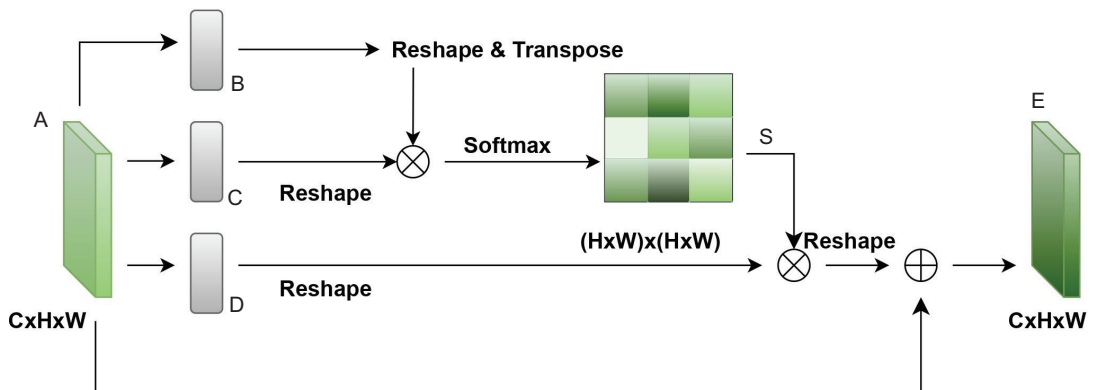 Reshape & Transpose
B
A
E
S
Softmax
C
Reshape
(HxW)x(HxW)
Reshape
D
Reshape
CxHxW
CxHxW